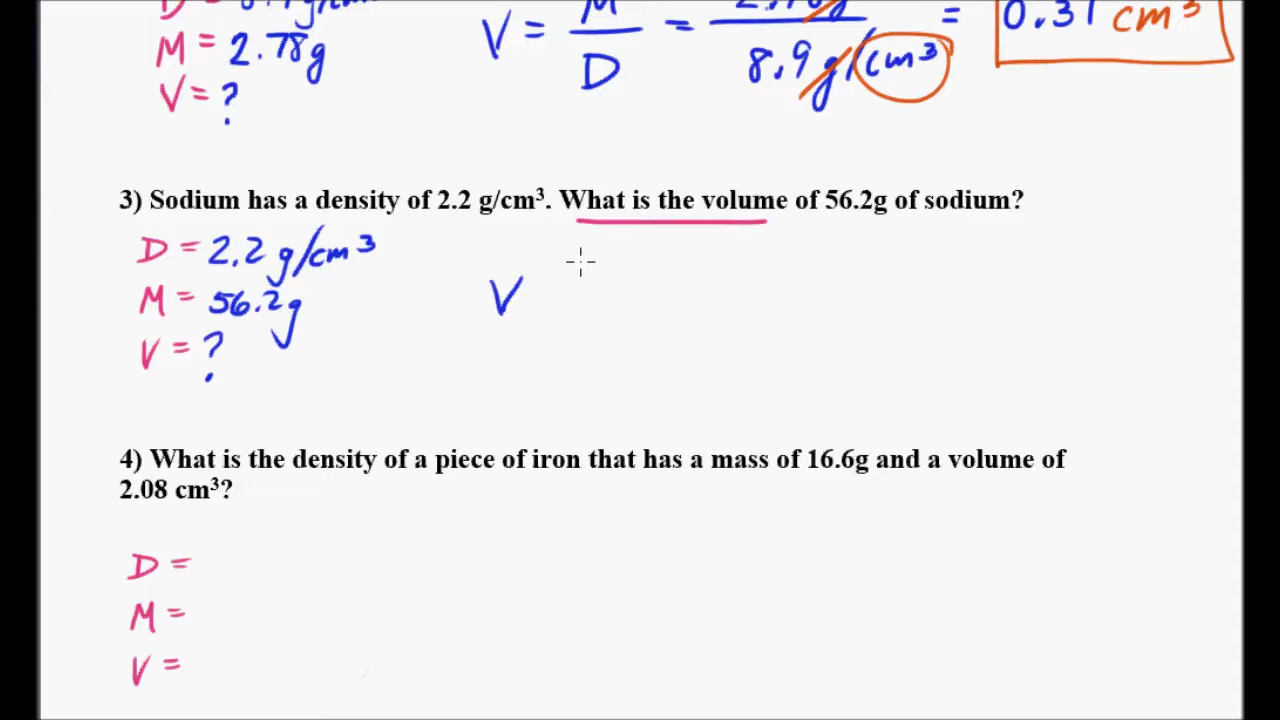 M = 2.78g
V = ?
V = M / D = 8.9 g/cm³ = 0.31 cm³
3) Sodium has a density of 2.2 g/cm³. What is the volume of 56.2g of sodium?
D = 2.2 g/cm³
M = 56.2g
V = ?
V
4) What is the density of a piece of iron that has a mass of 16.6g and a volume of
2.08 cm³?
D =
M =
V =